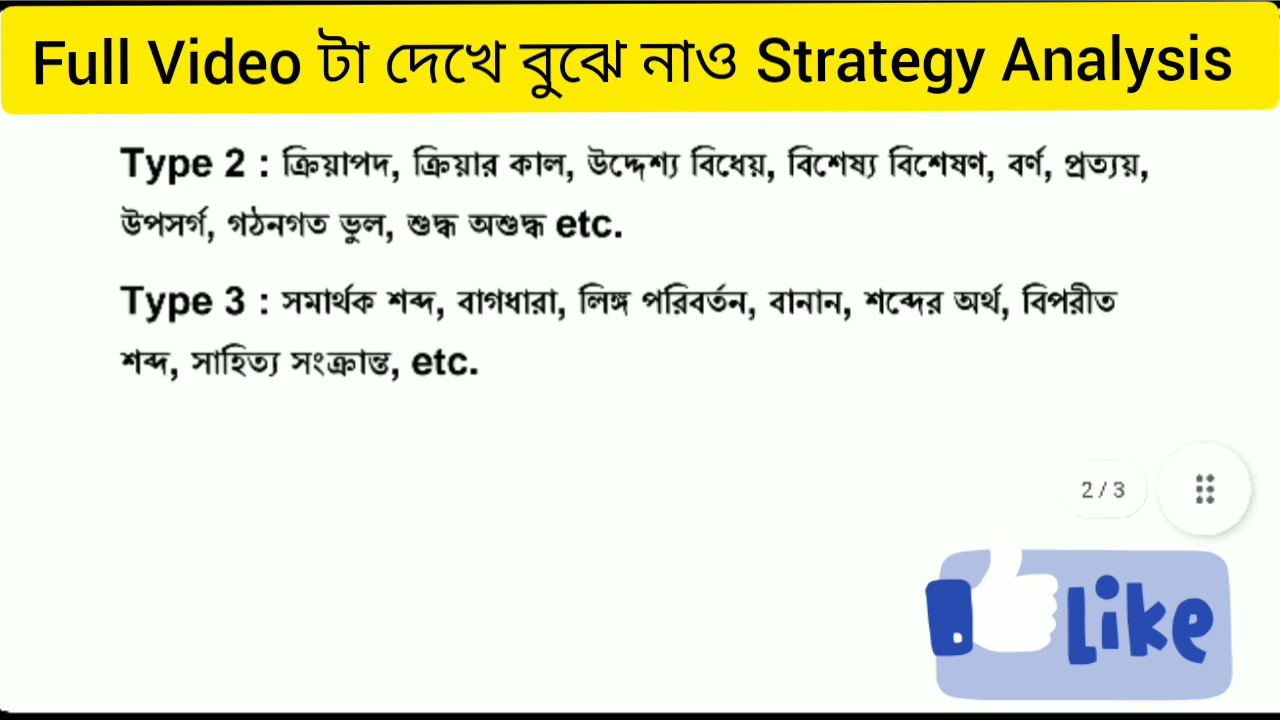 Full Video টা দেখে বুঝে নাও Strategy Analysis
Type 2 : ক্রিয়াপদ, ক্রিয়ার কাল, উদ্দেশ্য বিধেয়, বিশেষ্য বিশেষণ, বর্ণ, প্রত্যয়,
উপসর্গ, গঠনগত ভুল, শুদ্ধ অশুদ্ধ etc.
Type 3 : সমার্থক শব্দ, বাগধারা, লিঙ্গ পরিবর্তন, বানান, শব্দের অর্থ, বিপরীত
শব্দ, সাহিত্য সংক্রান্ত, etc.
2 / 3
Like